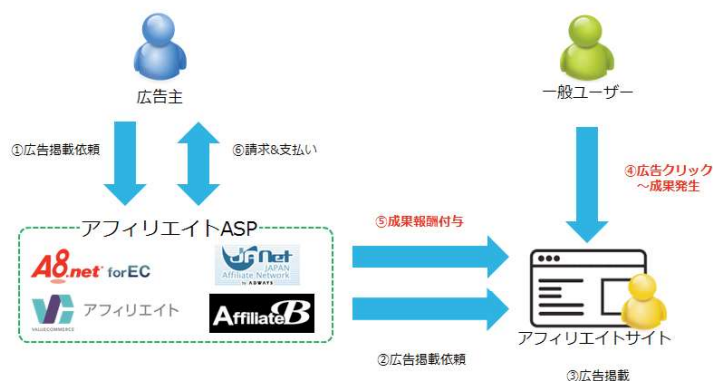 広告主
一般ユーザー
①広告掲載依頼
⑥請求&支払い
④広告クリック
～成果発生
アフィリエイトASP
⑤成果報酬付与
A8.net for EC
JAPAN
Affiliate Network
by ADWAYS
VALUECOMMERCE
アフィリエイト
AffiliateB
②広告掲載依頼
アフィリエイトサイト
③広告掲載